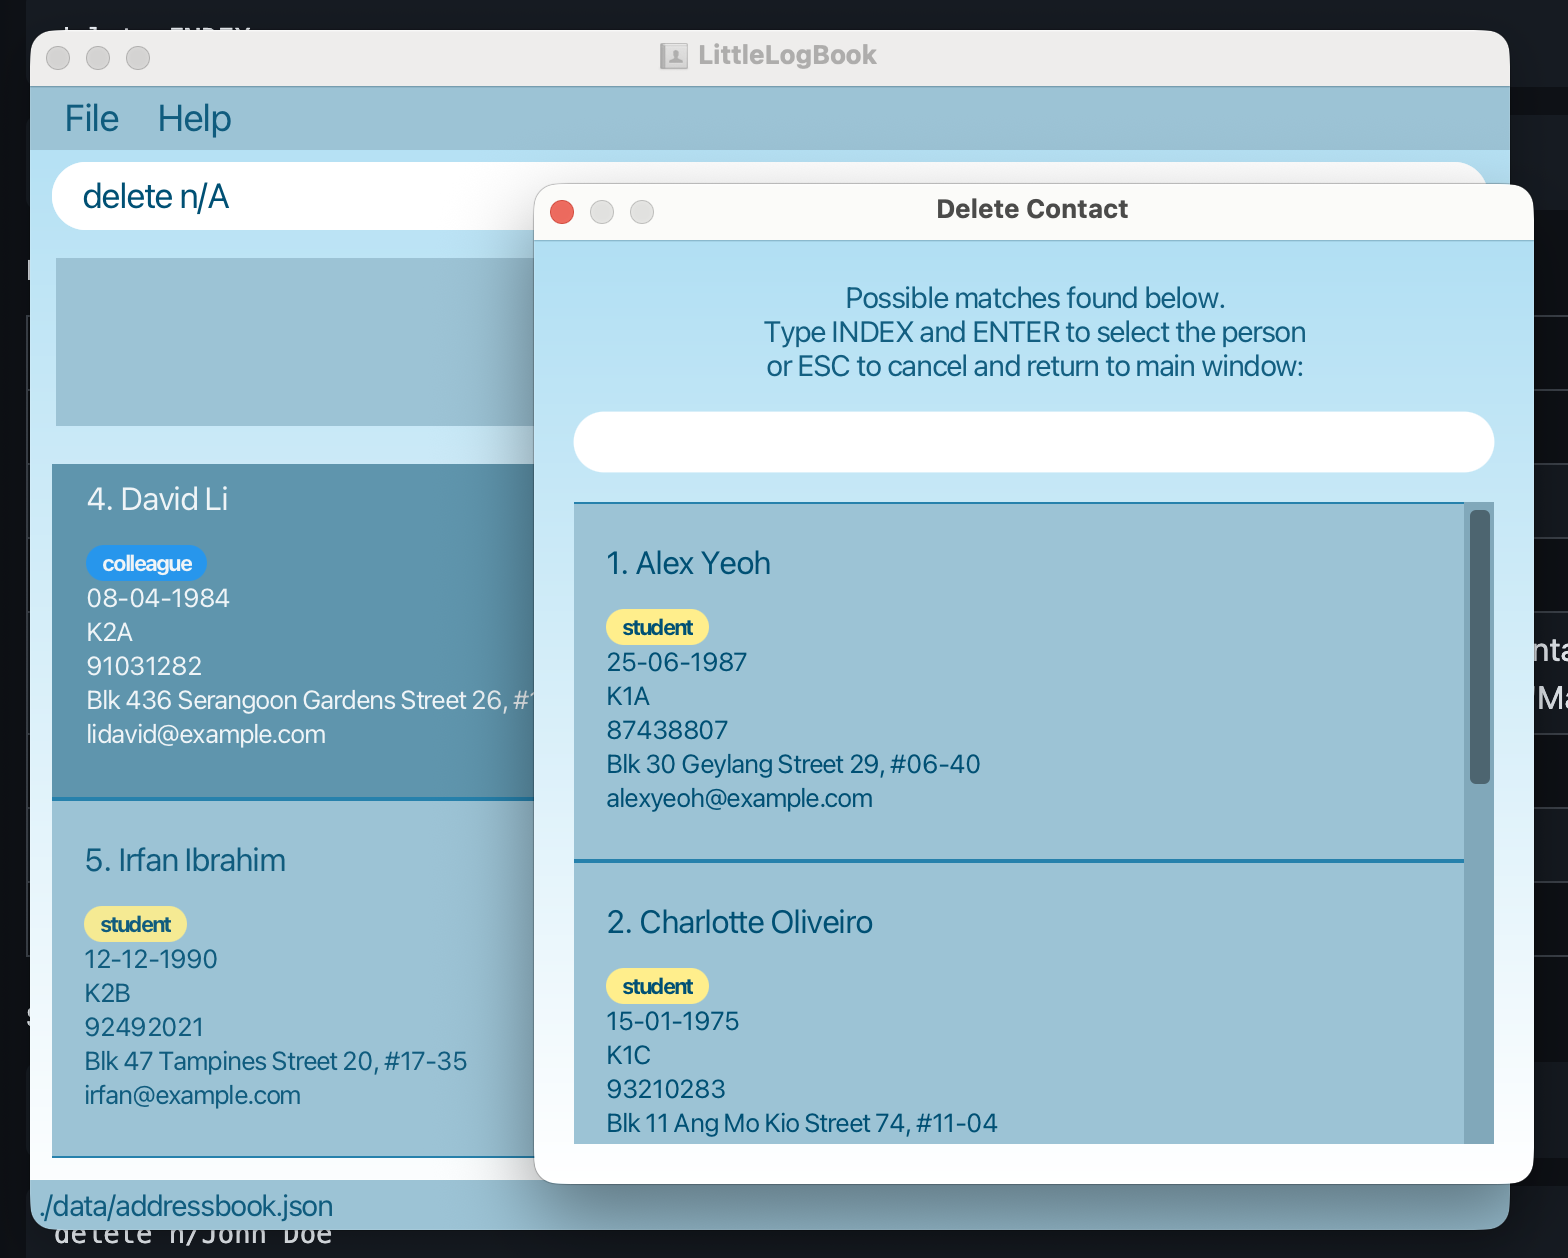 LittleLogBook
File Help
delete n/A
4. David Li
colleague
08-04-1984
K2A
91031282
Blk 436 Serangoon Gardens Street 26, #
lidavid@example.com
5. Irfan Ibrahim
student
12-12-1990
K2B
92492021
Blk 47 Tampines Street 20, #17-35
irfan@example.com
./data/addressbook.json
delete n/John Doe
Delete Contact
Possible matches found below.
Type INDEX and ENTER to select the person
or ESC to cancel and return to main window:
1. Alex Yeoh
student
25-06-1987
K1A
87438807
Blk 30 Geylang Street 29, #06-40
alexyeoh@example.com
2. Charlotte Oliveiro
student
15-01-1975
K1C
93210283
Blk 11 Ang Mo Kio Street 74, #11-04